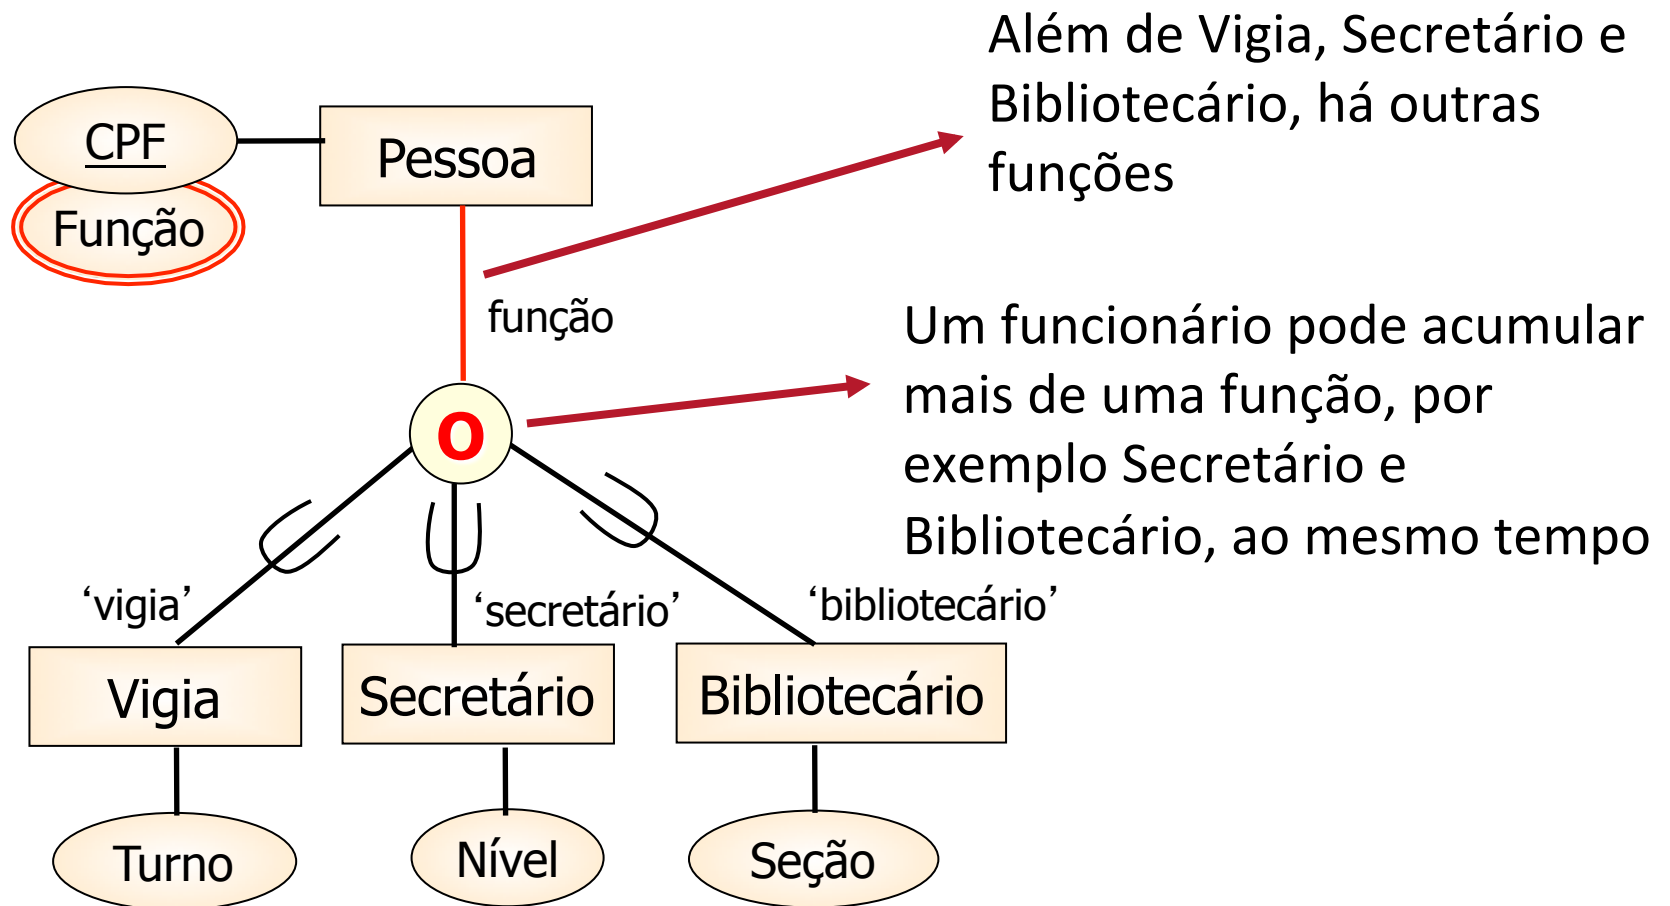 Além de Vigia, Secretário e
Bibliotecário, há outras
funções
CPF
Pessoa
Função
função
Um funcionário pode acumular
mais de uma função, por
exemplo Secretário e
Bibliotecário, ao mesmo tempo
O
‘vigia’
‘secretário’
‘bibliotecário’
Vigia
Secretário
Bibliotecário
Turno
Nível
Seção